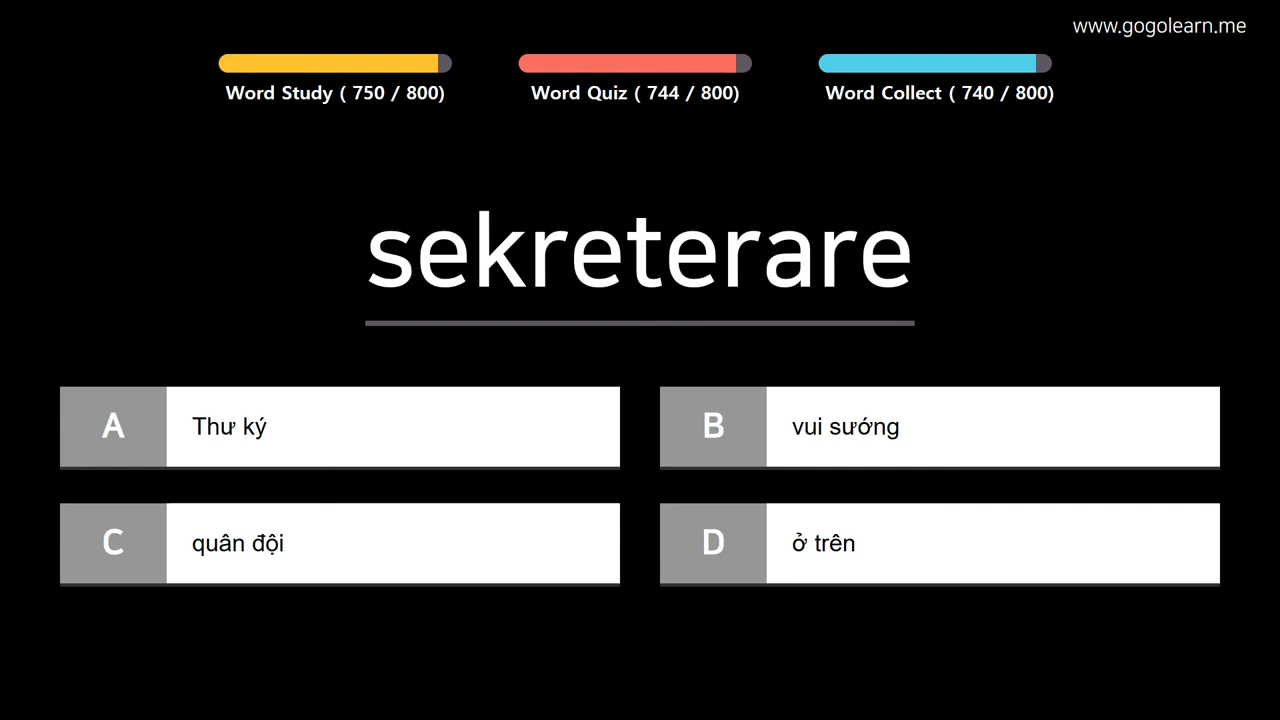 www.gogolearn.me
Word Study ( 750 / 800)
Word Quiz ( 744 / 800)
Word Collect ( 740 / 800)
sekreterare
A Thư ký
B vui sướng
C quân đội
D ở trên